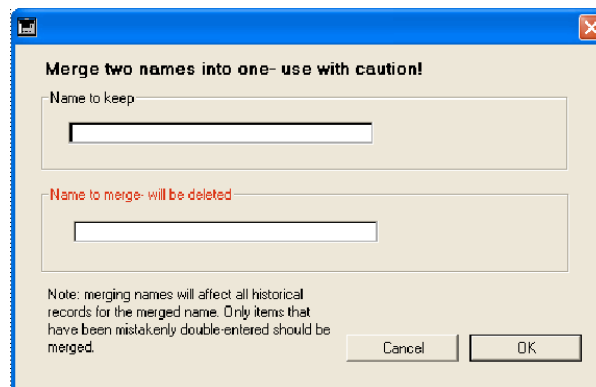 Merge two names into one- use with caution!
Name to keep
Name to merge- will be deleted
Note: merging names will affect all historical
records for the merged name. Only items that
have been mistakenly double-entered should be
merged.
Cancel
OK